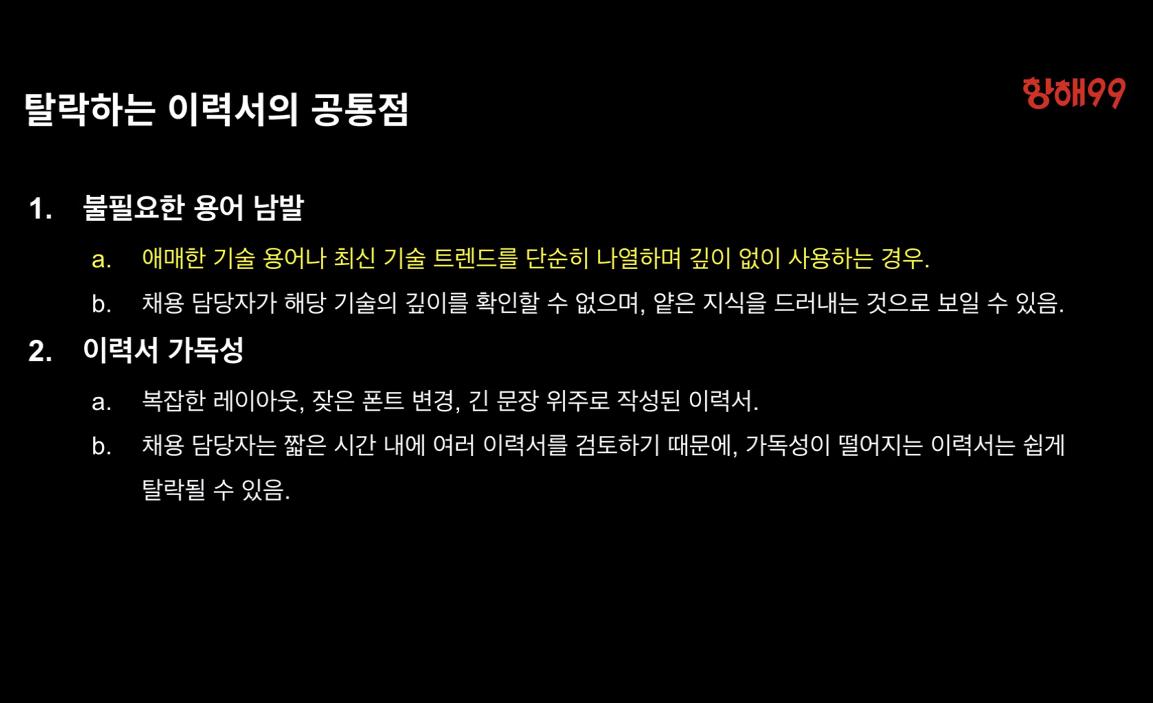 탈락하는 이력서의 공통점
항해99
1. 불필요한 용어 남발
a. 애매한 기술 용어나 최신 기술 트렌드를 단순히 나열하며 깊이 없이 사용하는 경우.
b. 채용 담당자가 해당 기술의 깊이를 확인할 수 없으며, 얕은 지식을 드러내는 것으로 보일 수 있음.
2. 이력서 가독성
a. 복잡한 레이아웃, 잦은 폰트 변경, 긴 문장 위주로 작성된 이력서.
b. 채용 담당자는 짧은 시간 내에 여러 이력서를 검토하기 때문에, 가독성이 떨어지는 이력서는 쉽게
탈락될 수 있음.